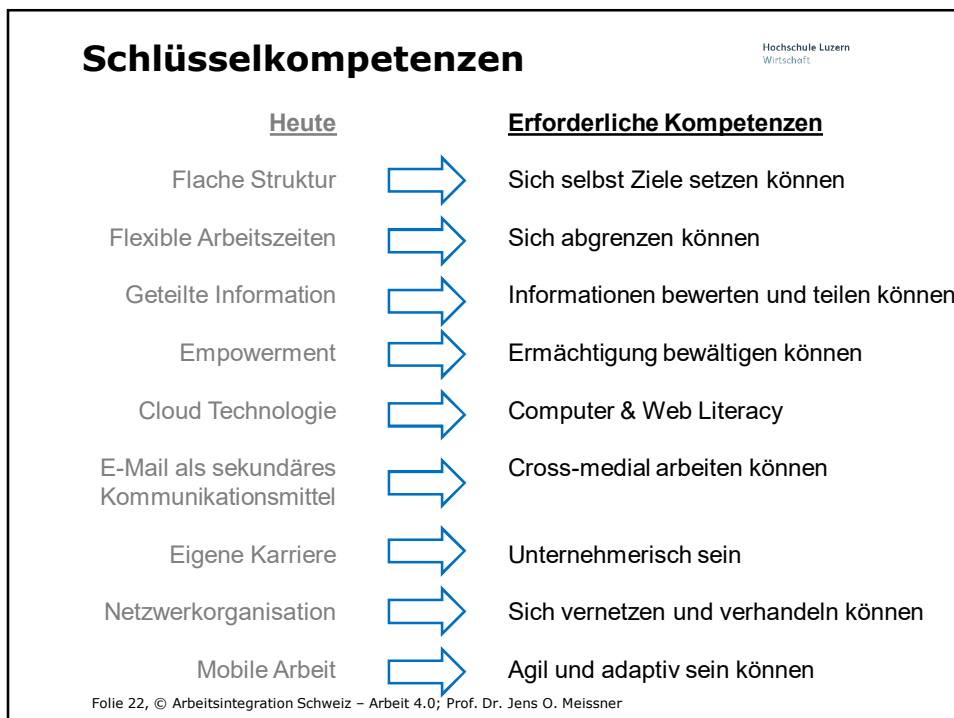 Schlüsselkompetenzen
Hochschule Luzern
Wirtschaft
Heute
Erforderliche Kompetenzen
Flache Struktur
Sich selbst Ziele setzen können
Flexible Arbeitszeiten
Sich abgrenzen können
Geteilte Information
Informationen bewerten und teilen können
Empowerment
Ermächtigung bewältigen können
Cloud Technologie
Computer & Web Literacy
E-Mail als sekundäres
Kommunikationsmittel
Cross-medial arbeiten können
Eigene Karriere
Unternehmerisch sein
Netzwerkorganisation
Sich vernetzen und verhandeln können
Mobile Arbeit
Agil und adaptiv sein können
Folie 22, © Arbeitsintegration Schweiz – Arbeit 4.0; Prof. Dr. Jens O. Meissner